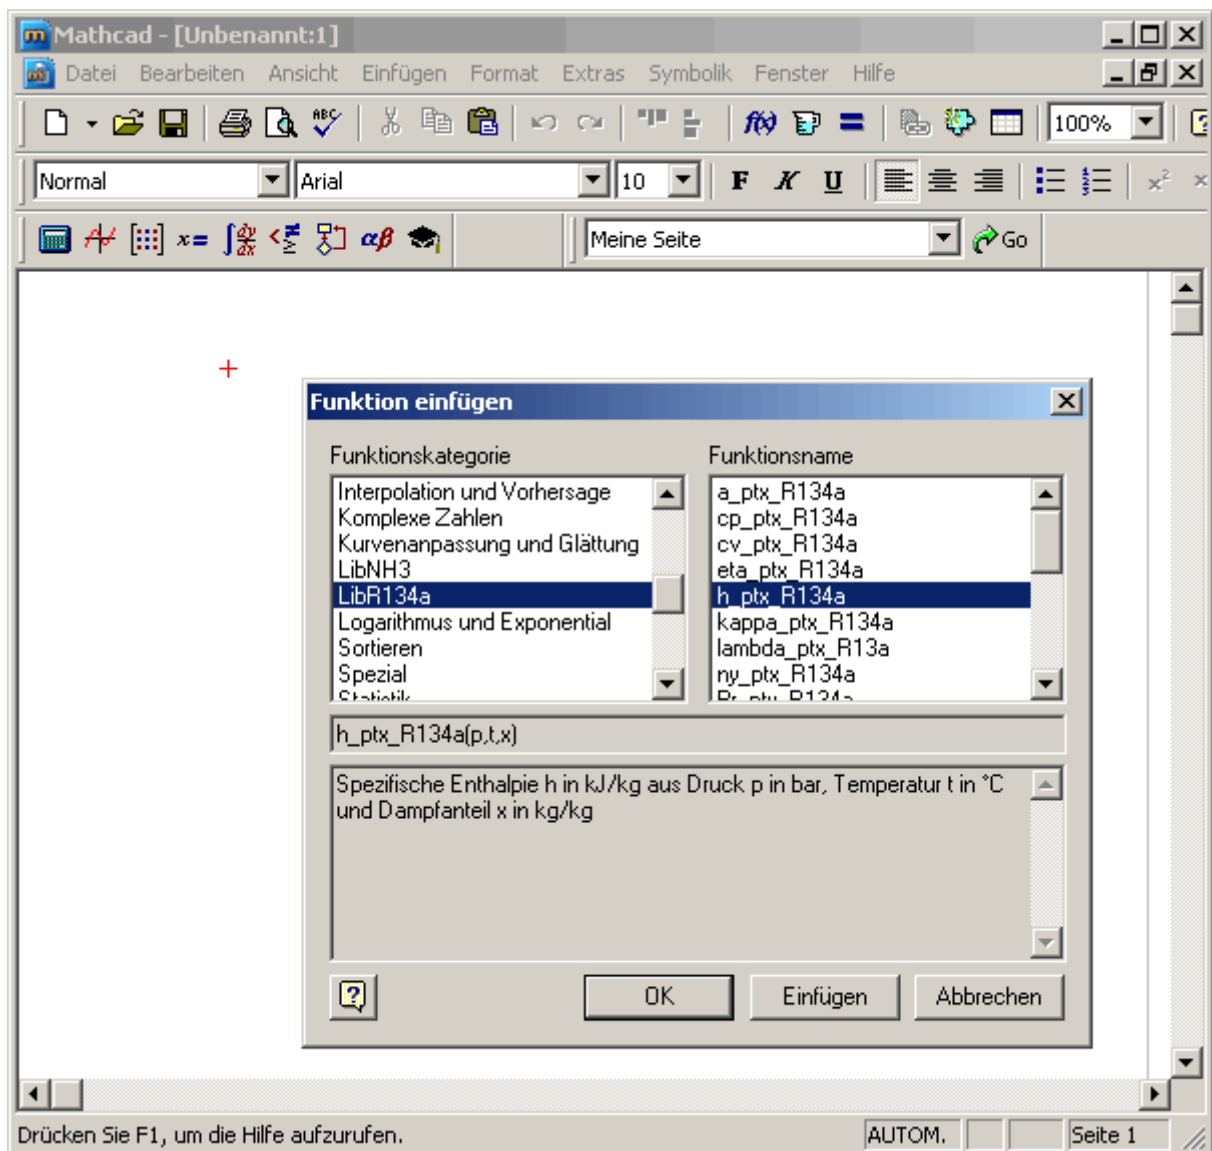 Mathcad - [Unbenannt:1]
Datei Bearbeiten Ansicht Einfügen Format Extras Symbolik Fenster Hilfe
100%
Normal Arial 10 F K U
Meine Seite Go
Funktion einfügen
Funktionskategorie
Interpolation und Vorhersage
Komplexe Zahlen
Kurvenanpassung und Glättung
LibNH3
LibR134a
Logarithmus und Exponential
Sortieren
Spezial
Statistik
Funktionsname
a_ptx_R134a
cp_ptx_R134a
cv_ptx_R134a
eta_ptx_R134a
h_ptx_R134a
kappa_ptx_R134a
lambda_ptx_R13a
ny_ptx_R134a
Pr_ptx_R134a
h_ptx_R134a(p,t,x)
Spezifische Enthalpie h in kJ/kg aus Druck p in bar, Temperatur t in °C
und Dampfanteil x in kg/kg
OK Einfügen Abbrechen
Drücken Sie F1, um die Hilfe aufzurufen. AUTOM. Seite 1